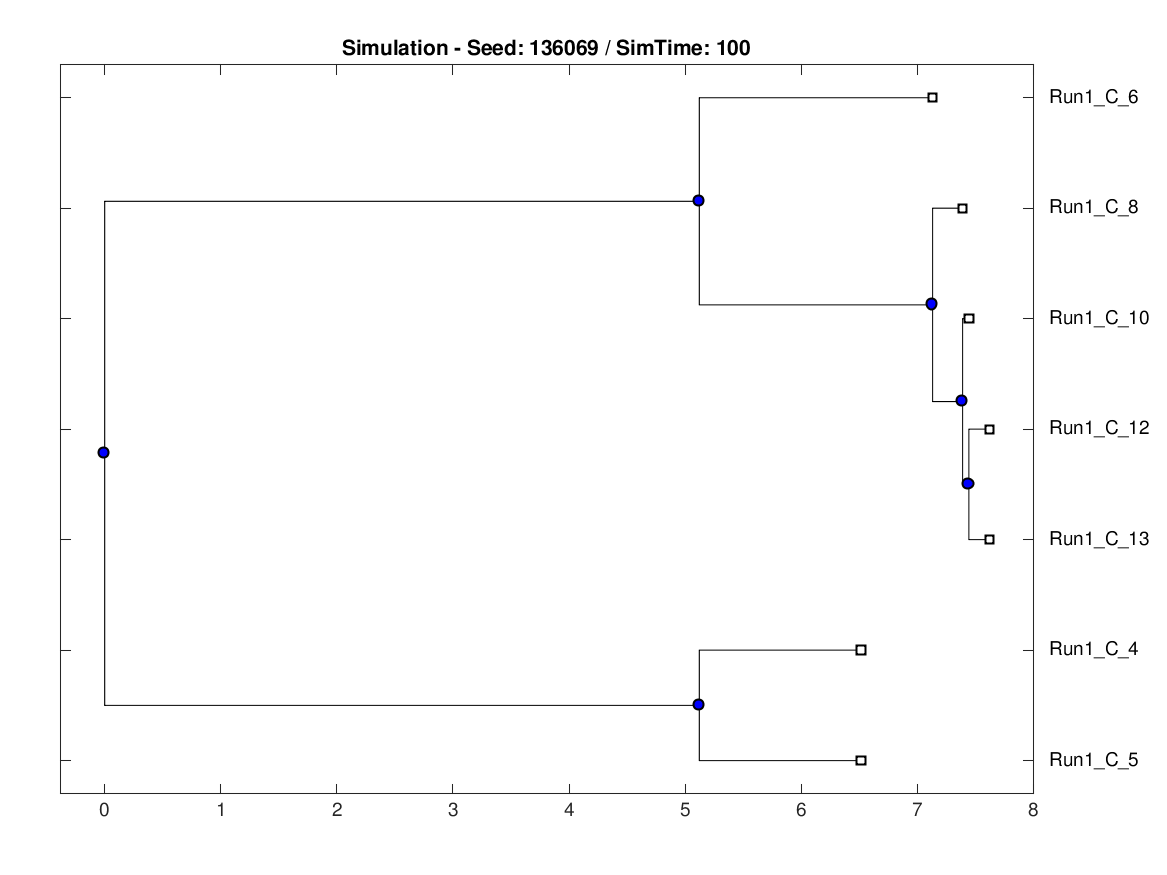 Simulation - Seed: 136069 / SimTime: 100
Run1_C_6
Run1_C_8
Run1_C_10
Run1_C_12
Run1_C_13
Run1_C_4
Run1_C_5
0 1 2 3 4 5 6 7 8